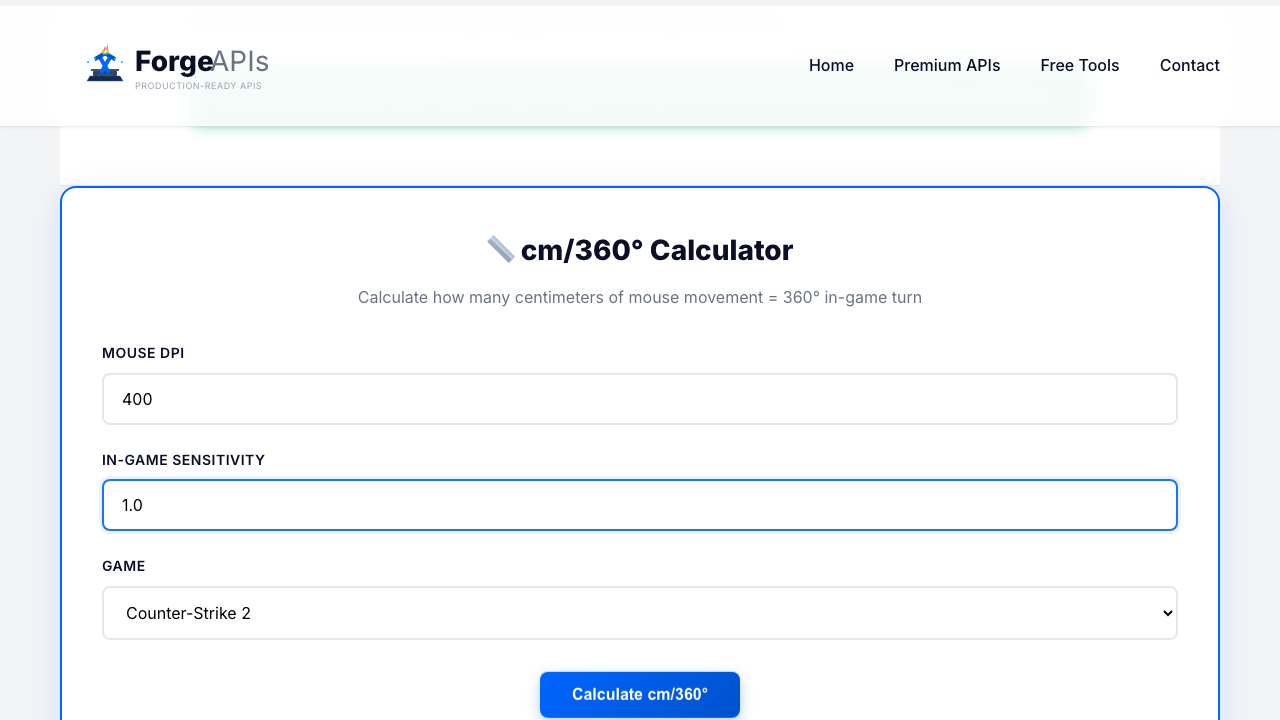 ForgeAPIs
PRODUCTION-READY APIS
Home
Premium APIs
Free Tools
Contact
cm/360° Calculator
Calculate how many centimeters of mouse movement = 360° in-game turn
MOUSE DPI
400
IN-GAME SENSITIVITY
1.0
GAME
Counter-Strike 2
Calculate cm/360°